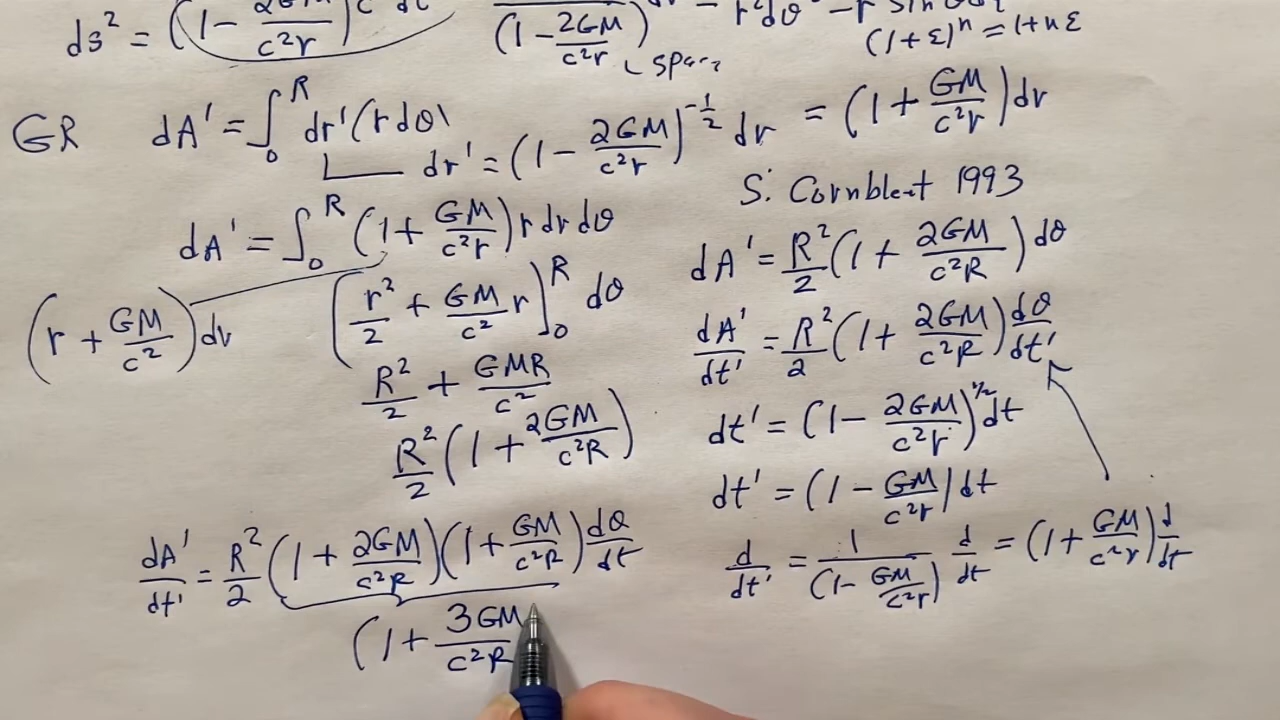 ds² = (1 - 2GM/c²r) c² dt² (1 - 2GM/c²r) - r²dθ² - r² sin
(1+ε)ⁿ = 1+nε
space
GR dA' = ∫₀ᴿ dr'(r dθ)
dr' = (1 - 2GM/c²r)^(-1/2) dr = (1 + GM/c²r) dr
S. Cornbleet 1993
dA' = ∫₀ᴿ (1 + GM/c²r) r dr dθ
(r + GM/c²) dr
(r²/2 + GM/c² r]₀ᴿ dθ
R²/2 + GMR/c²
R²/2 (1 + 2GM/c²R)
dA' = R²/2 (1 + 2GM/c²R) dθ
dA'/dt' = R²/2 (1 + 2GM/c²R) dθ/dt'
dt' = (1 - 2GM/c²r)^½ dt
dt' = (1 - GM/c²r) dt
d/dt' = 1/(1 - GM/c²r) d/dt = (1 + GM/c²r) d/dt
dA'/dt' = R²/2 (1 + 2GM/c²R)(1 + GM/c²R) dθ/dt
(1 + 3GM/c²R